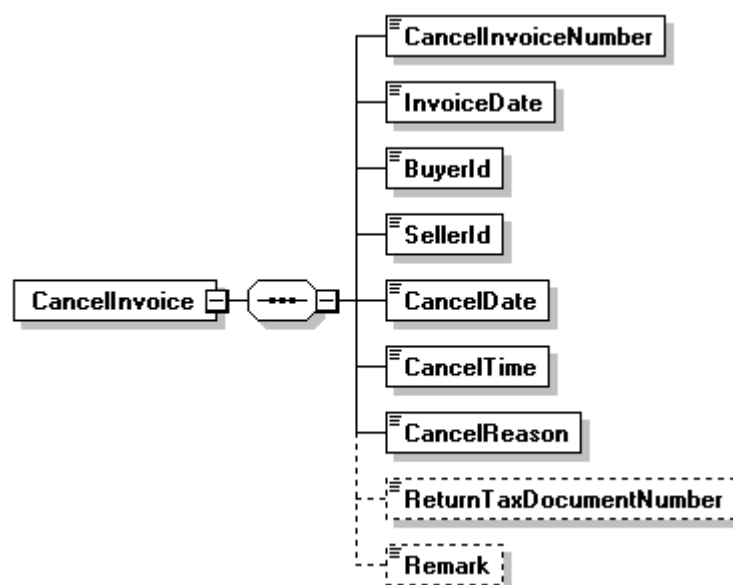 CancelInvoiceNumber
InvoiceDate
BuyerId
SellerId
CancelInvoice
CancelDate
CancelTime
CancelReason
ReturnTaxDocumentNumber
Remark